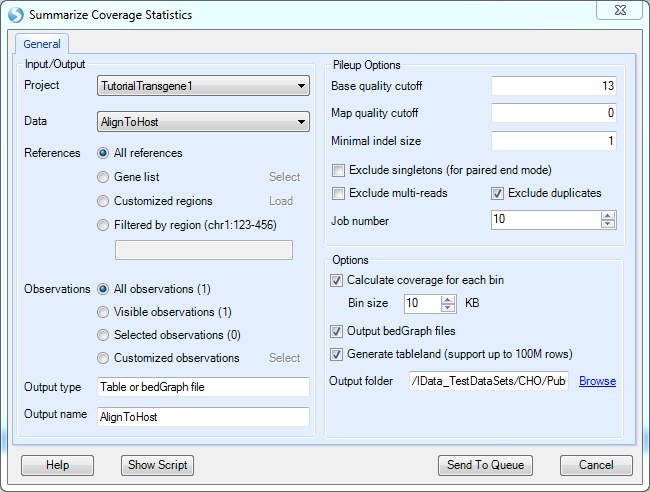 Summarize Coverage Statistics
General
Input/Output
Project TutorialTransgene1
Data AlignToHost
References All references
Gene list Select
Customized regions Load
Filtered by region (chr1:123-456)
Observations All observations (1)
Visible observations (1)
Selected observations (0)
Customized observations Select
Output type Table or bedGraph file
Output name AlignToHost
Pileup Options
Base quality cutoff 13
Map quality cutoff 0
Minimal indel size 1
Exclude singletons (for paired end mode)
Exclude multi-reads Exclude duplicates
Job number 10
Options
Calculate coverage for each bin
Bin size 10 KB
Output bedGraph files
Generate tableland (support up to 100M rows)
Output folder /IData_TestDataSets/CHO/Pub Browse
Help Show Script Send To Queue Cancel